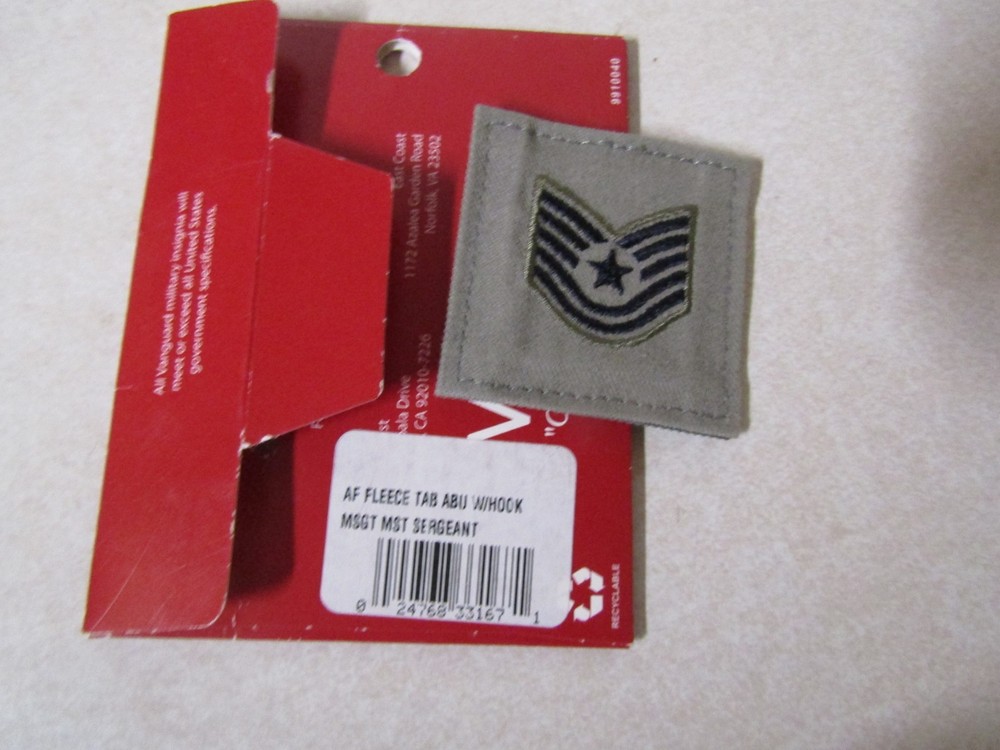 All Vanguard military insignia will
meet or exceed all United States
government specifications.
East Coast
1172 Azalea Garden Road
Norfolk, VA 23502
9910040
Drive
CA 92010-7226
V
"C
AF FLEECE TAB ABU W/HOOK
MSGT MST SERGEANT
0 24768 33167 1
RECYCLABLE